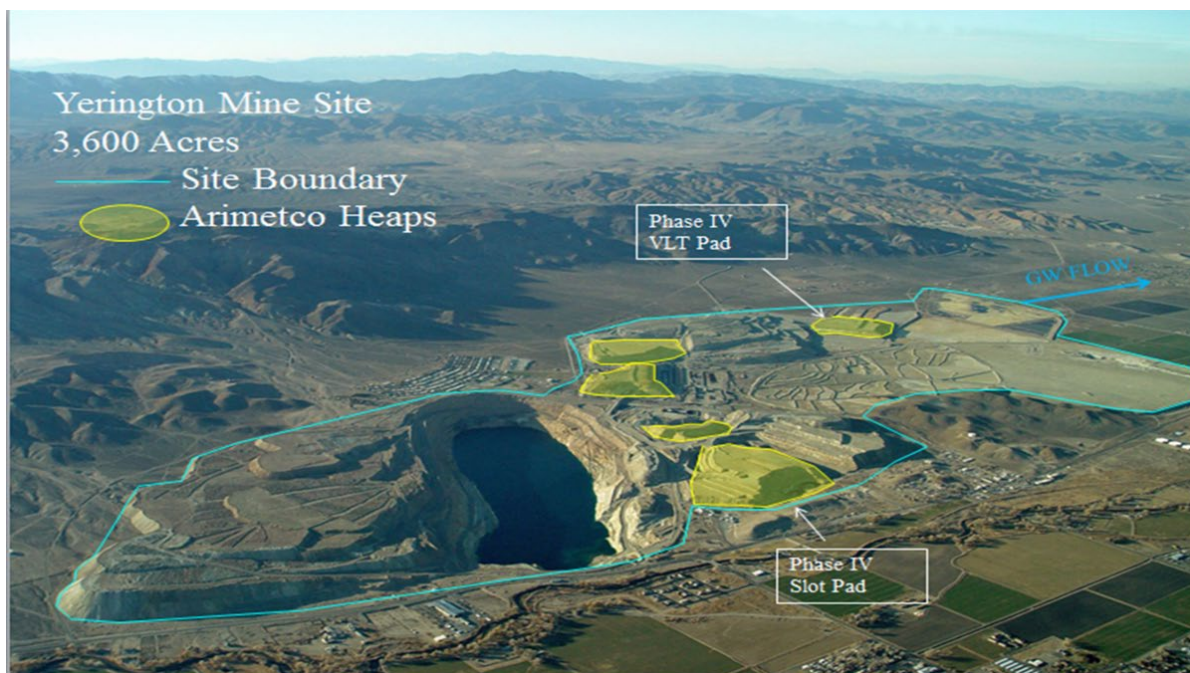 Yerington Mine Site
3,600 Acres
Site Boundary
Arimetco Heaps
Phase IV
VLT Pad
GW FLOW
Phase IV
Slot Pad